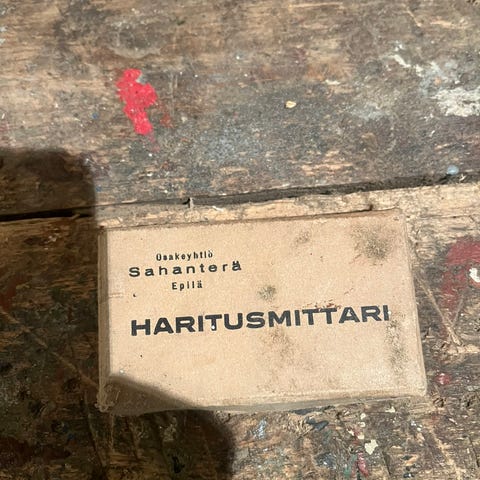 Osakeyhtiö
Sahanterä
Epilä
HARITUSMITTARI